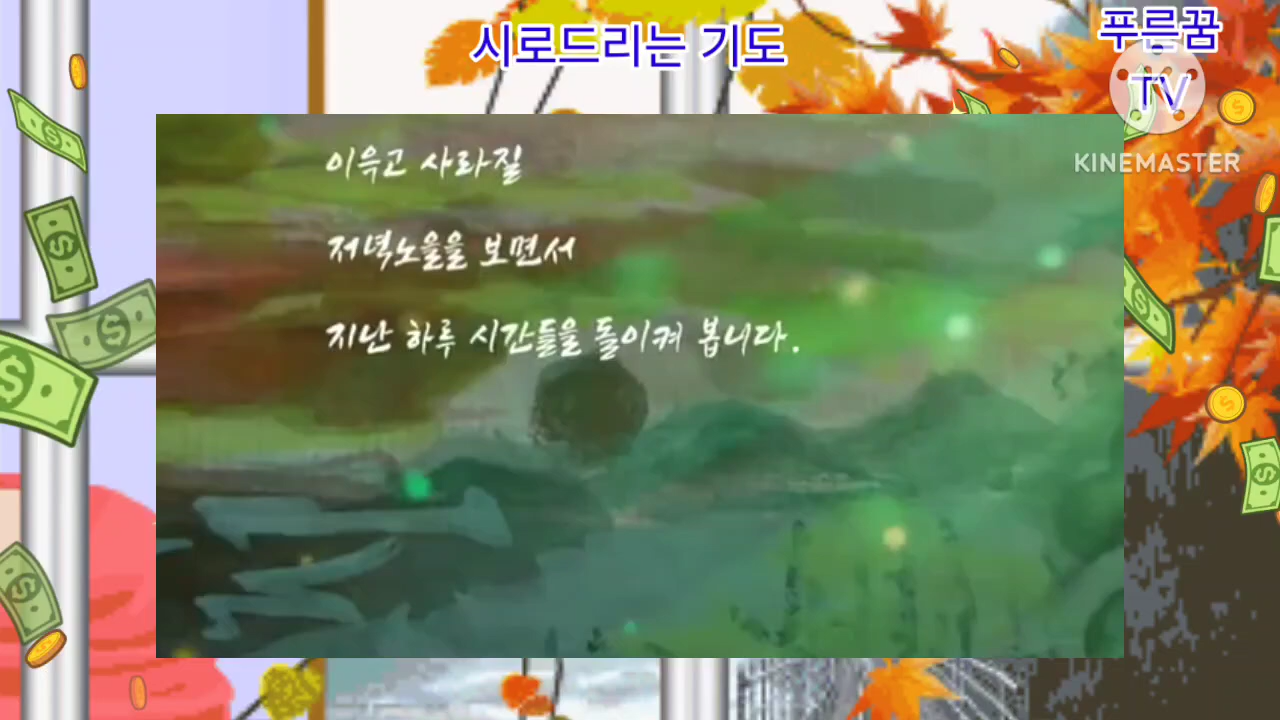 시로드리는 기도
푸른꿈
TV
KINEMASTER
이윽고 사라질
저녁노을을 보면서
지난 하루 시간들을 돌이켜 봅니다.